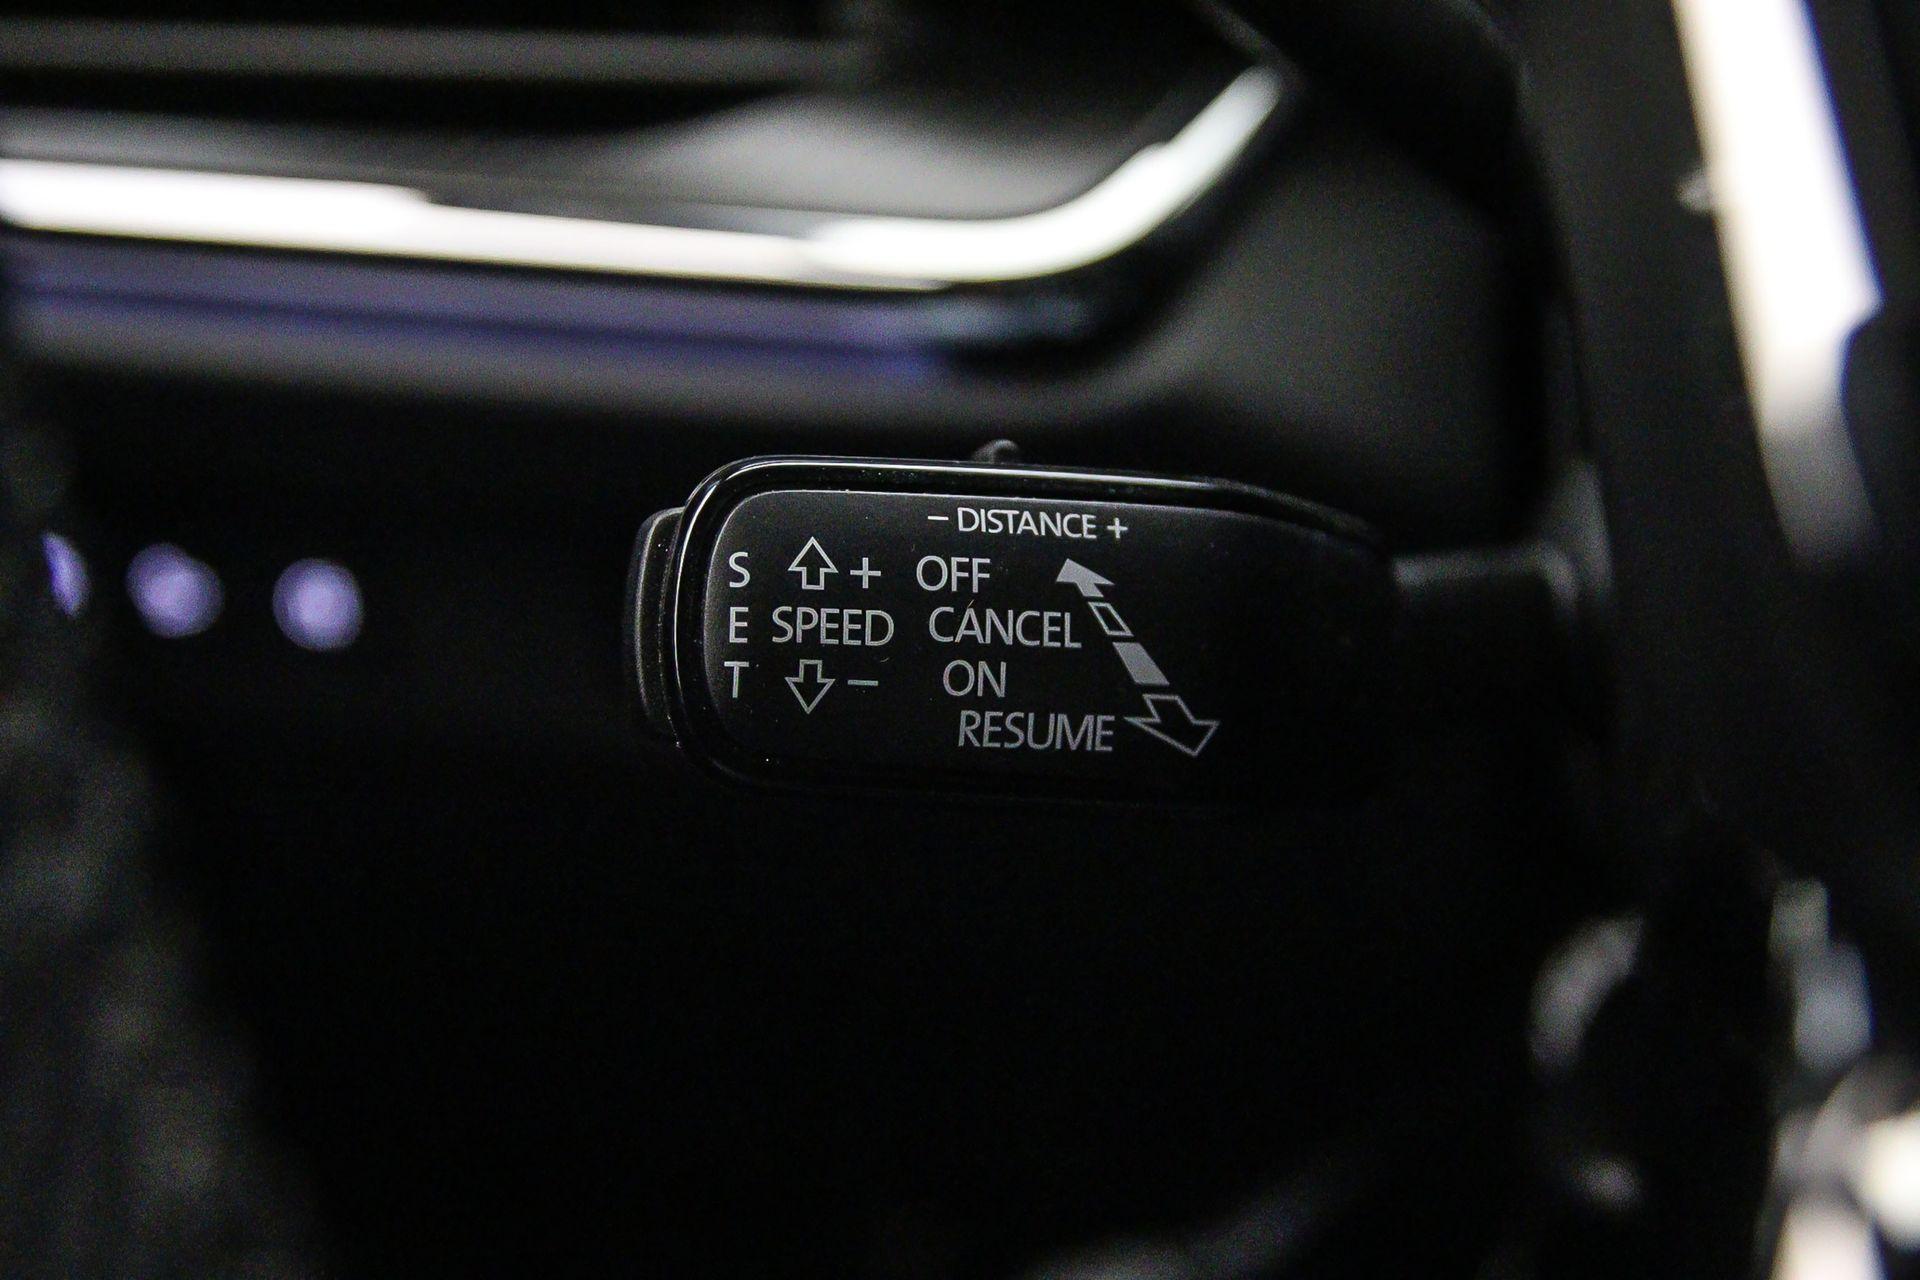 − DISTANCE +
S + OFF
E SPEED CANCEL
T − ON
RESUME